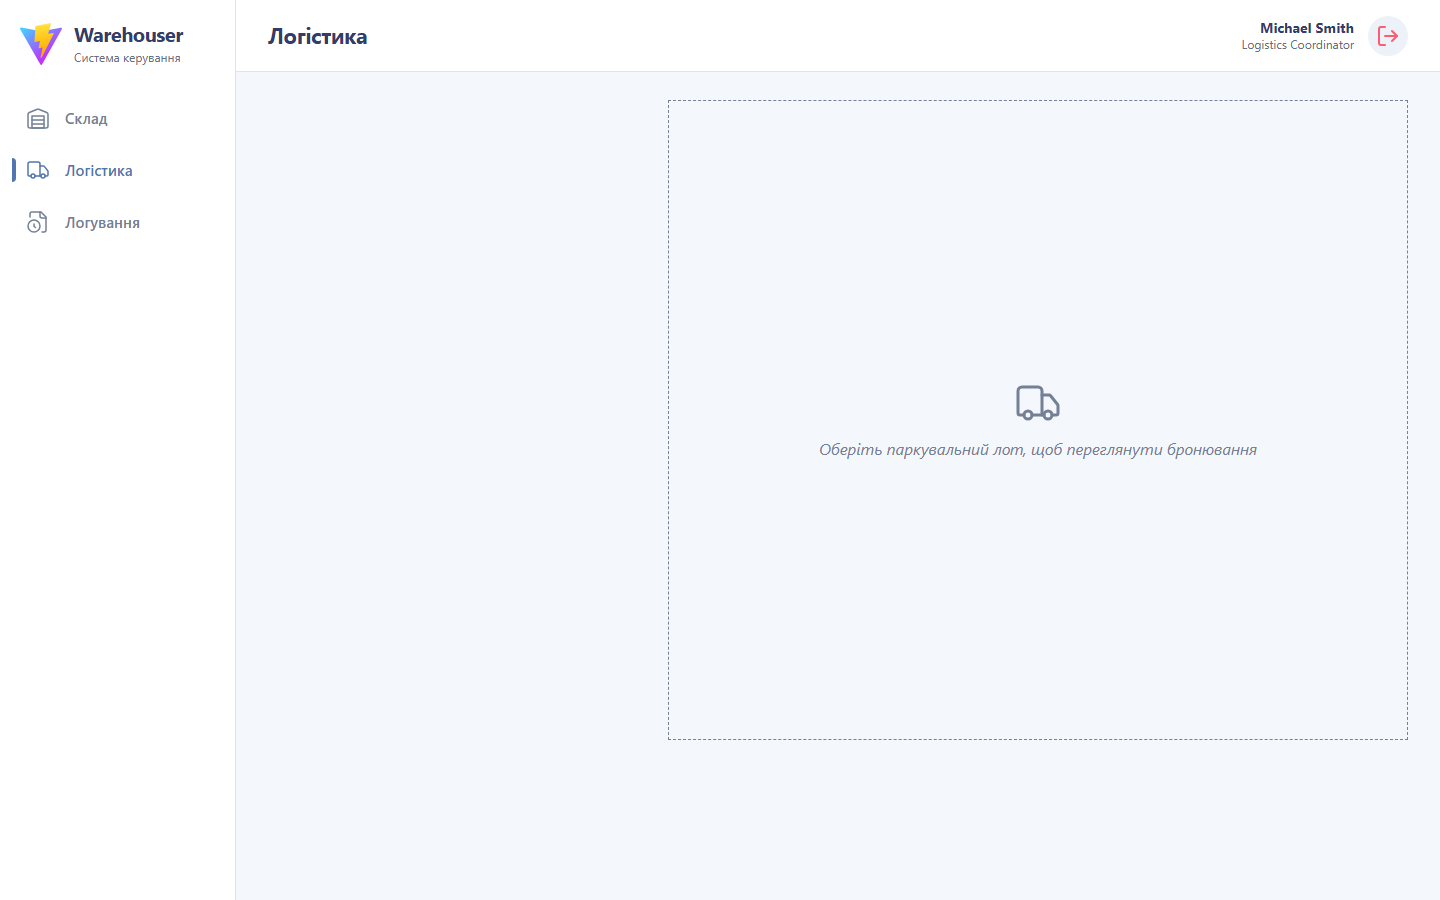 Warehouser
Система керування
Склад
Логістика
Логування
Логістика
Michael Smith
Logistics Coordinator
Оберіть паркувальний лот, щоб переглянути бронювання